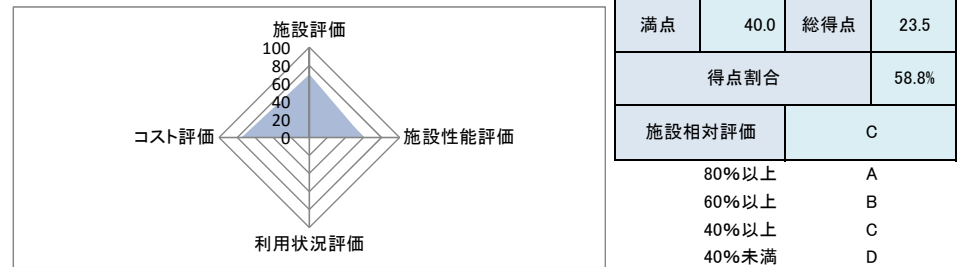 施設評価
100
80
60
40
20
0
コスト評価
施設性能評価
利用状況評価
満点 40.0 総得点 23.5
得点割合 58.8%
施設相対評価 C
80%以上 A
60%以上 B
40%以上 C
40%未満 D